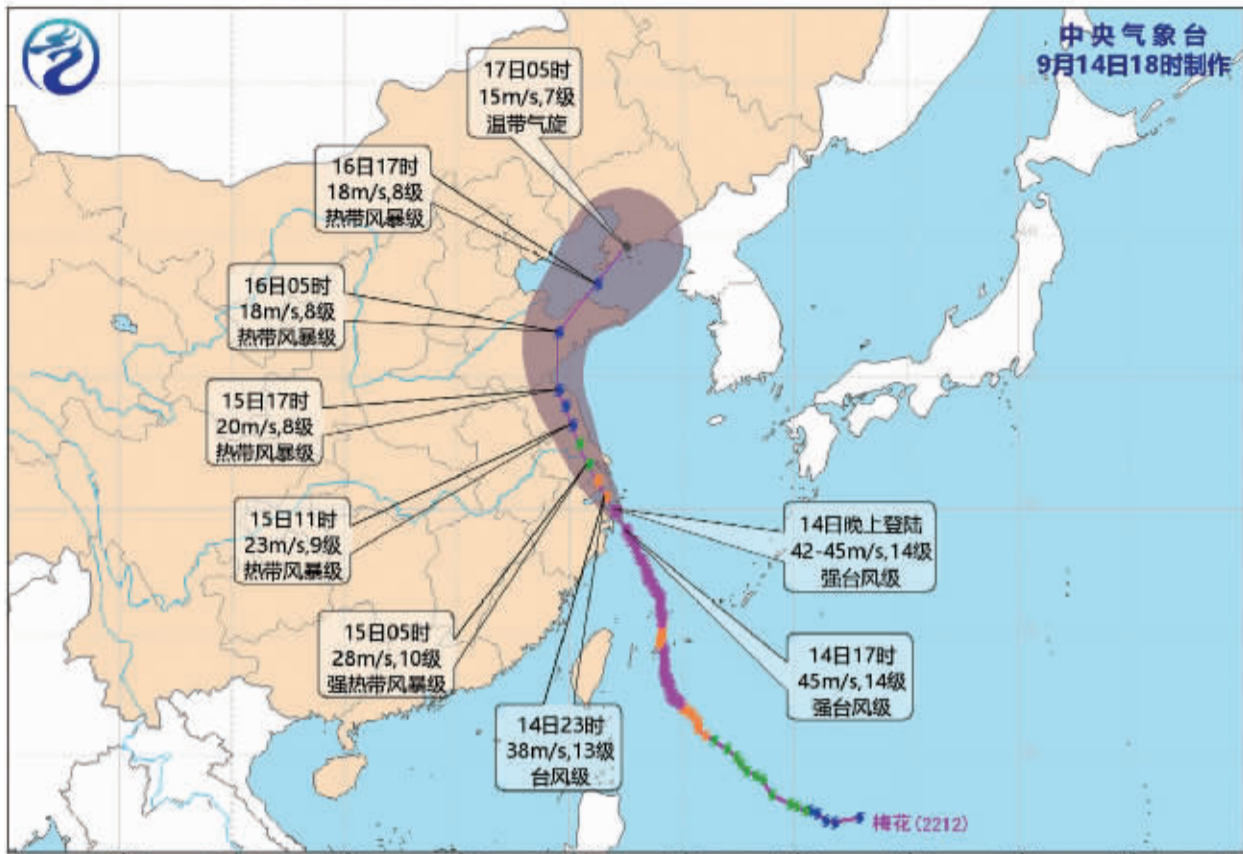 中央气象台
9月14日18时制作
17日05时
15m/s,7级
温带气旋
16日17时
18m/s,8级
热带风暴级
16日05时
18m/s,8级
热带风暴级
15日17时
20m/s,8级
热带风暴级
15日11时
23m/s,9级
热带风暴级
15日05时
28m/s,10级
强热带风暴级
14日23时
38m/s,13级
台风级
14日晚上登陆
42-45m/s,14级
强台风级
14日17时
45m/s,14级
强台风级
梅花(2212)